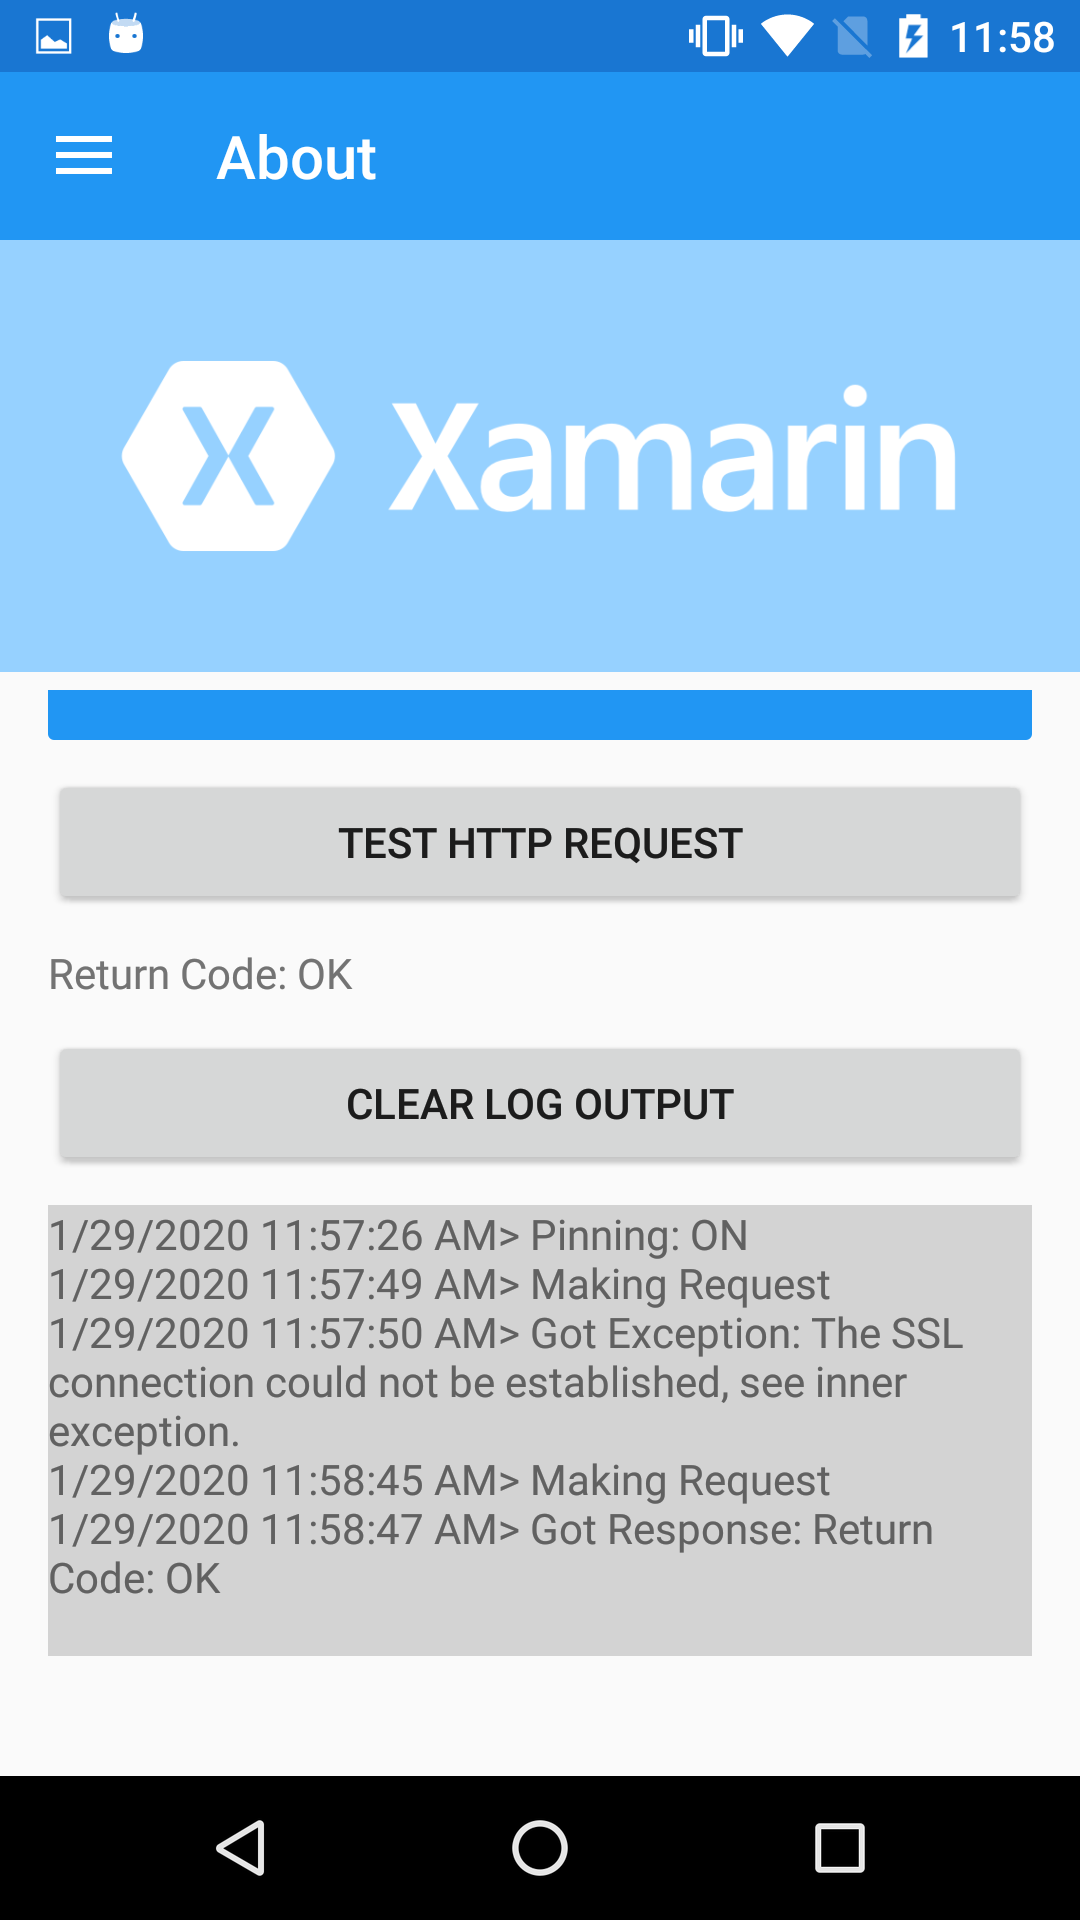 11:58
About
Xamarin
TEST HTTP REQUEST
Return Code: OK
CLEAR LOG OUTPUT
1/29/2020 11:57:26 AM> Pinning: ON
1/29/2020 11:57:49 AM> Making Request
1/29/2020 11:57:50 AM> Got Exception: The SSL
connection could not be established, see inner
exception.
1/29/2020 11:58:45 AM> Making Request
1/29/2020 11:58:47 AM> Got Response: Return
Code: OK